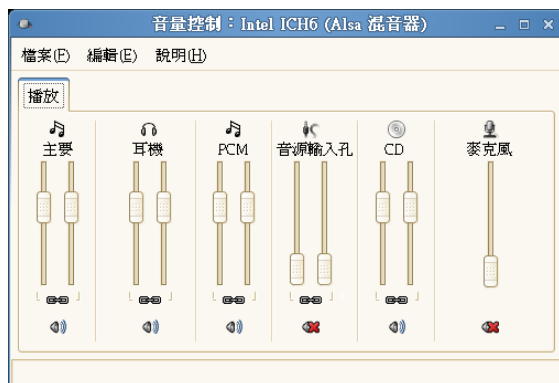 音量控制：Intel ICH6 (Alsa 混音器)
檔案(F) 編輯(E) 說明(H)
播放
主要 耳機 PCM 音源輸入孔 CD 麥克風